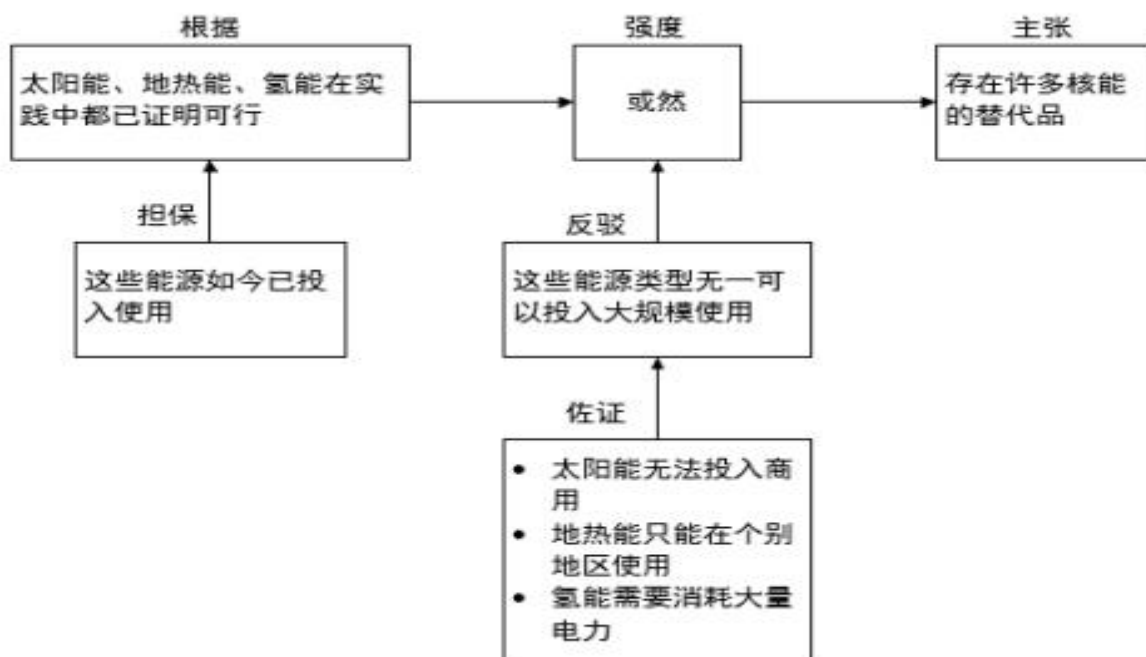 根据
太阳能、地热能、氢能在实
践中都已证明可行
强度
或然
主张
存在许多核能
的替代品
担保
这些能源如今已投
入使用
反驳
这些能源类型无一可
以投入大规模使用
佐证
• 太阳能无法投入商
用
• 地热能只能在个别
地区使用
• 氢能需要消耗大量
电力